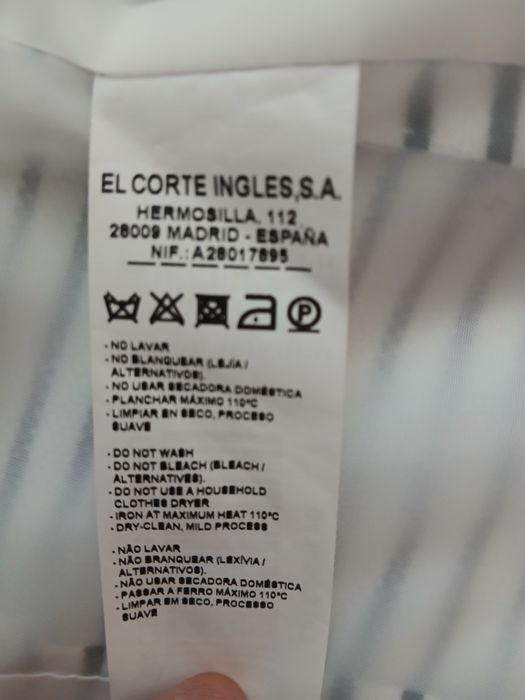 EL CORTE INGLES,S.A.
HERMOSILLA, 112
28009 MADRID - ESPAÑA
NIF.:A28017895
P
- NO LAVAR
- NO BLANQUEAR (LEJIA /
ALTERNATIVOS).
- NO USAR SECADORA DOMÉSTICA
- PLANCHAR MÁXIMO 110ºC
- LIMPIAR EN SECO, PROCESO
SUAVE
- DO NOT WASH
- DO NOT BLEACH (BLEACH /
ALTERNATIVES).
- DO NOT USE A HOUSEHOLD
CLOTHES DRYER
- IRON AT MAXIMUM HEAT 110ºC
- DRY-CLEAN, MILD PROCESS
- NÃO LAVAR
- NÃO BRANQUEAR (LEXÍVIA /
ALTERNATIVOS).
- NÃO USAR SECADORA DOMÉSTICA
- PASSAR A FERRO MÁXIMO 110ºC
- LIMPAR EM SECO, PROCESSO
SUAVE